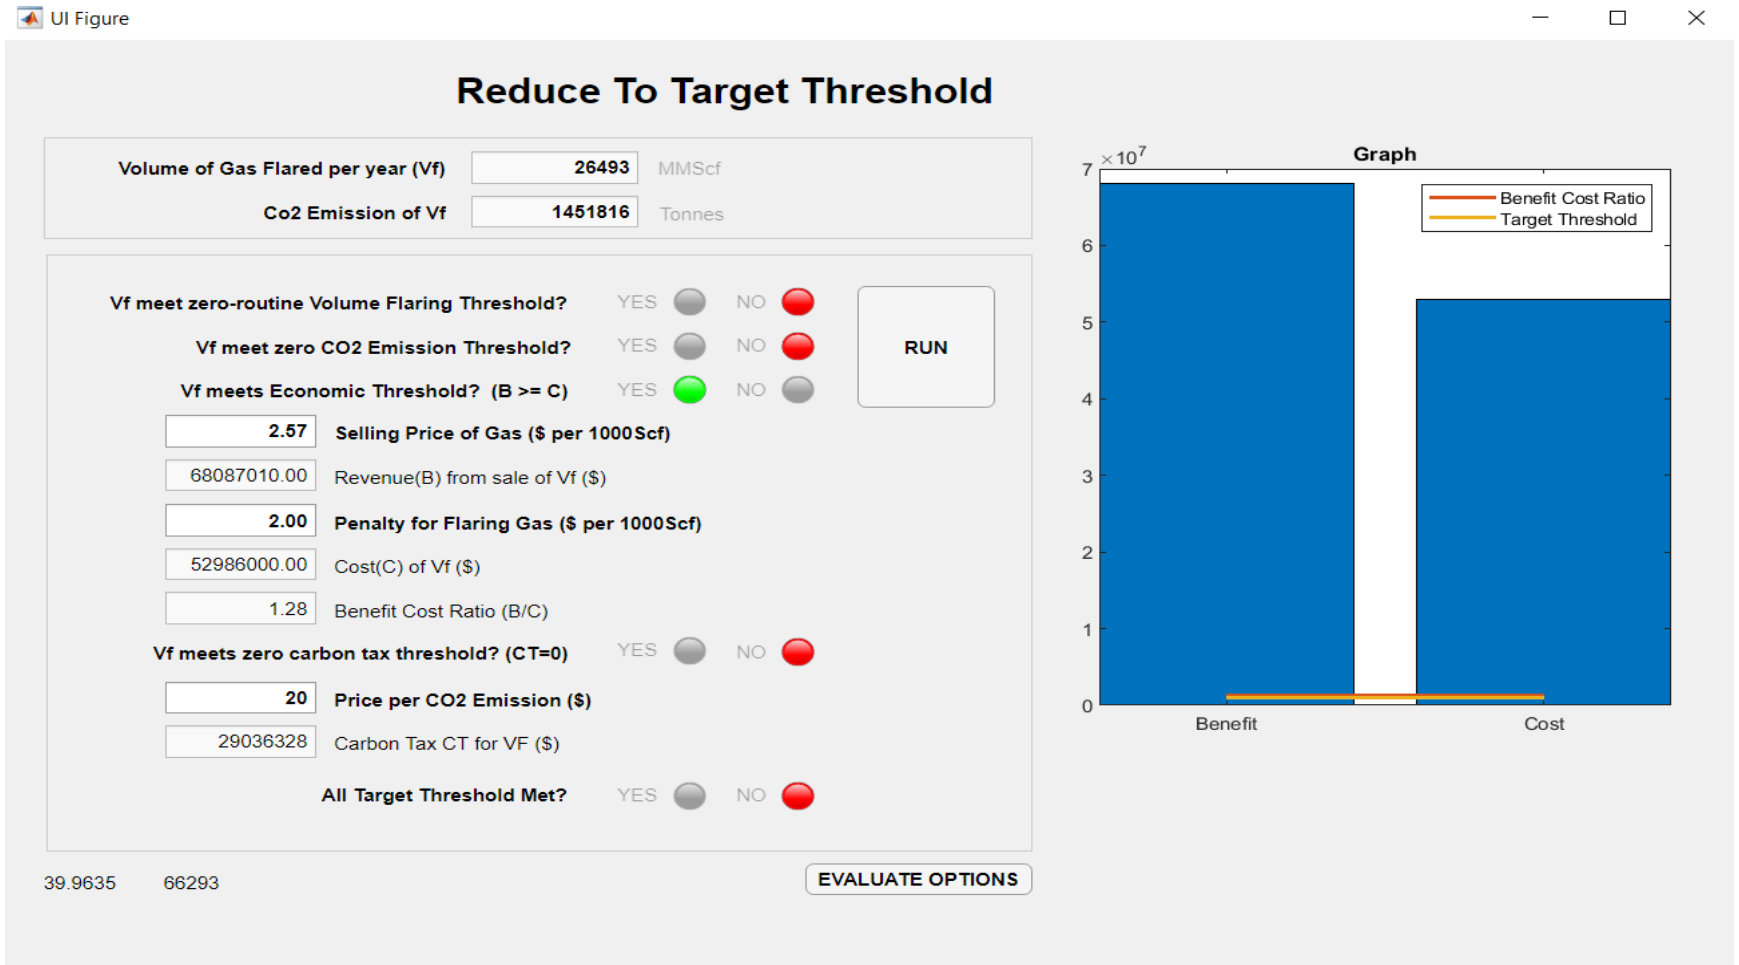 UI Figure
Reduce To Target Threshold
Volume of Gas Flared per year (Vf) 26493 MMScf
Co2 Emission of Vf 1451816 Tonnes
Vf meet zero-routine Volume Flaring Threshold? YES NO
Vf meet zero CO2 Emission Threshold? YES NO
Vf meets Economic Threshold? (B >= C) YES NO
RUN
2.57 Selling Price of Gas ($ per 1000Scf)
68087010.00 Revenue(B) from sale of Vf ($)
2.00 Penalty for Flaring Gas ($ per 1000Scf)
52986000.00 Cost(C) of Vf ($)
1.28 Benefit Cost Ratio (B/C)
Vf meets zero carbon tax threshold? (CT=0) YES NO
20 Price per CO2 Emission ($)
29036328 Carbon Tax CT for VF ($)
All Target Threshold Met? YES NO
39.9635 66293
EVALUATE OPTIONS
Graph
×10⁷
7
6
5
4
3
2
1
0
Benefit Cost Ratio
Target Threshold
Benefit Cost